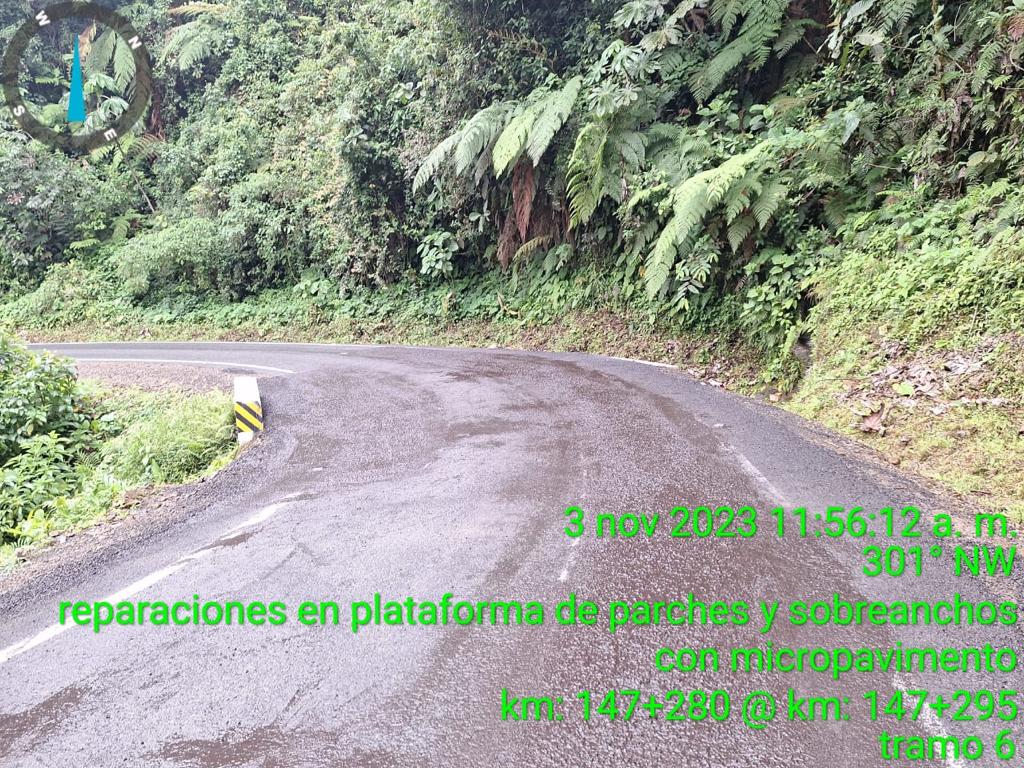 W
N
S
E
3 nov 2023 11:56:12 a. m.
301° NW
reparaciones en plataforma de parches y sobreanchos
con micropavimento
km: 147+280 @ km: 147+295
tramo 6